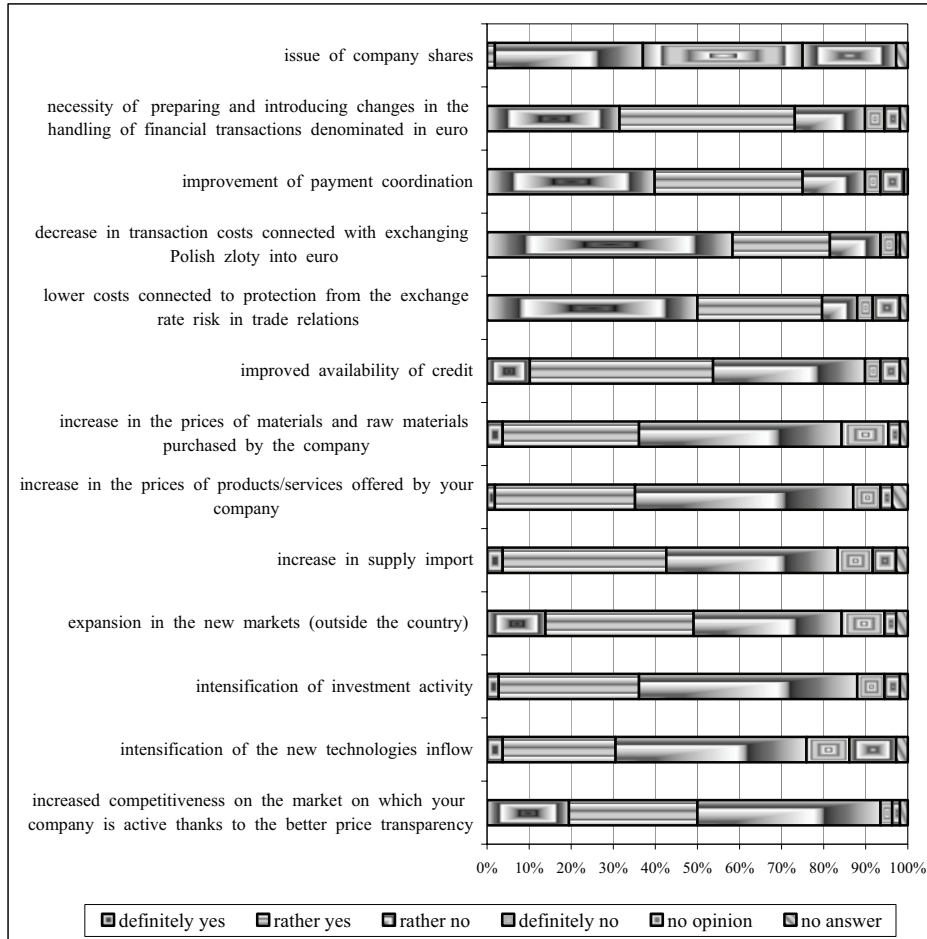 issue of company shares
necessity of preparing and introducing changes in the
handling of financial transactions denominated in euro
improvement of payment coordination
decrease in transaction costs connected with exchanging
Polish zloty into euro
lower costs connected to protection from the exchange
rate risk in trade relations
improved availability of credit
increase in the prices of materials and raw materials
purchased by the company
increase in the prices of products/services offered by your
company
increase in supply import
expansion in the new markets (outside the country)
intensification of investment activity
intensification of the new technologies inflow
increased competitiveness on the market on which your
company is active thanks to the better price transparency
0% 10% 20% 30% 40% 50% 60% 70% 80% 90% 100%
definitely yes rather yes rather no definitely no no opinion no answer